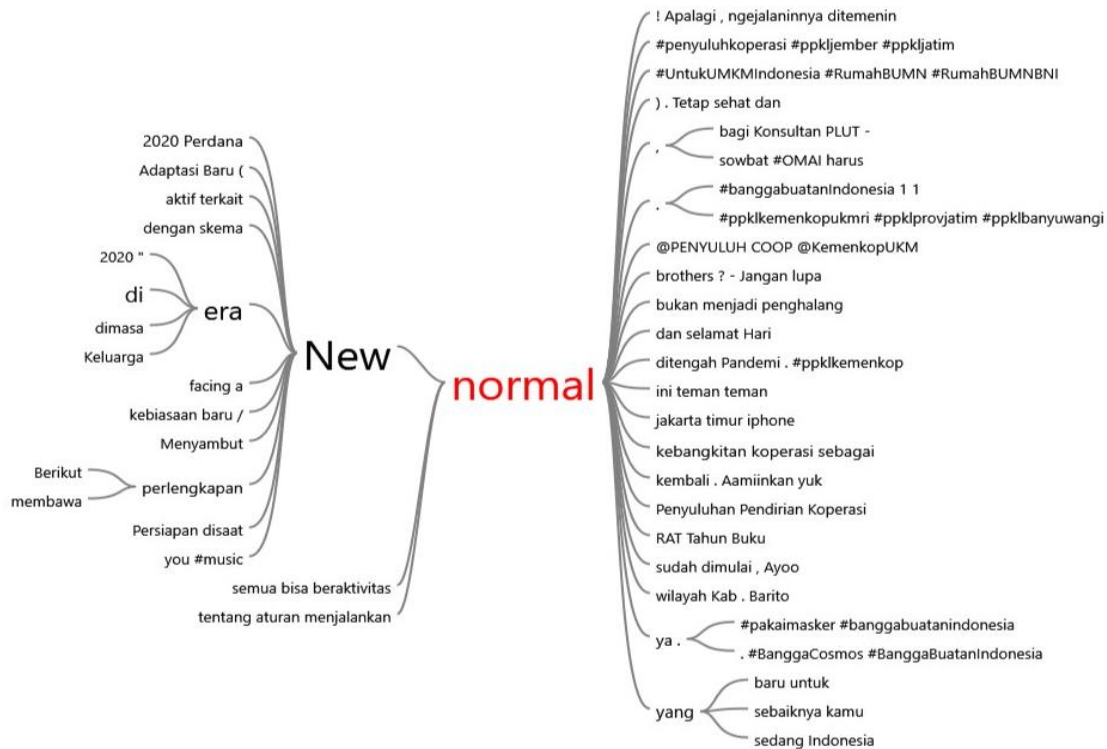 2020 Perdana
Adaptasi Baru (
aktif terkait
dengan skema
2020 "
di
dimasa
Keluarga
era
facing a
kebiasaan baru /
Menyambut
Berikut
membawa
perlengkapan
Persiapan disaat
you #music
New
semua bisa beraktivitas
tentang aturan menjalankan
normal
! Apalagi , ngejalaninnya ditemenin
#penyuluhkoperasi #ppkljember #ppkljatim
#UntukUMKMIndonesia #RumahBUMN #RumahBUMNBNI
) . Tetap sehat dan
,
bagi Konsultan PLUT -
sowbat #OMAI harus
.
#banggabuatanIndonesia 1 1
#ppklkemenkopukmri #ppklprovjatim #ppklbanyuwangi
@PENYULUH COOP @KemenkopUKM
brothers ? - Jangan lupa
bukan menjadi penghalang
dan selamat Hari
ditengah Pandemi . #ppklkemenkop
ini teman teman
jakarta timur iphone
kebangkitan koperasi sebagai
kembali . Aamiinkan yuk
Penyuluhan Pendirian Koperasi
RAT Tahun Buku
sudah dimulai , Ayoo
wilayah Kab . Barito
ya .
#pakaimasker #banggabuatanindonesia
. #BanggaCosmos #BanggaBuatanIndonesia
yang
baru untuk
sebaiknya kamu
sedang Indonesia